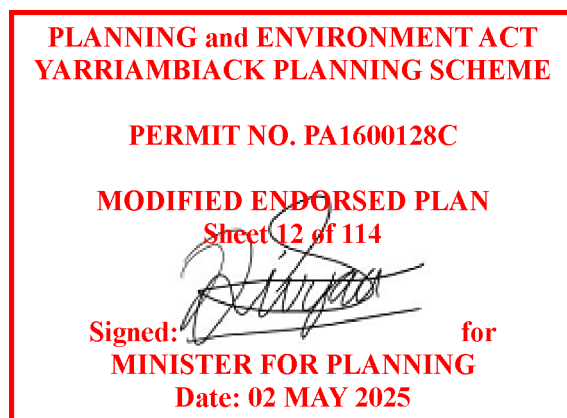 PLANNING and ENVIRONMENT ACT
YARRIAMBIACK PLANNING SCHEME
PERMIT NO. PA1600128C
MODIFIED ENDORSED PLAN
Sheet 12 of 114
Signed: for
MINISTER FOR PLANNING
Date: 02 MAY 2025